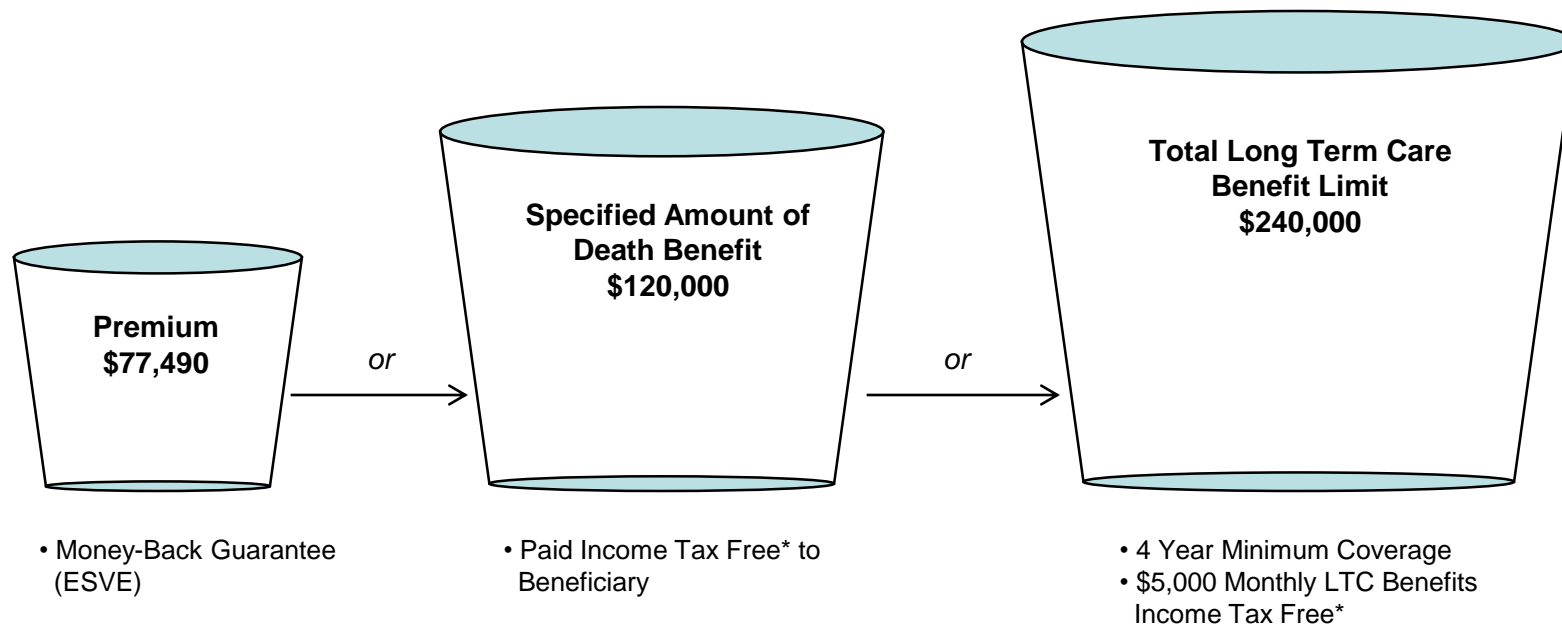 Premium
$77,490
• Money-Back Guarantee
(ESVE)
or
Specified Amount of
Death Benefit
$120,000
• Paid Income Tax Free* to
Beneficiary
or
Total Long Term Care
Benefit Limit
$240,000
• 4 Year Minimum Coverage
• $5,000 Monthly LTC Benefits
Income Tax Free*